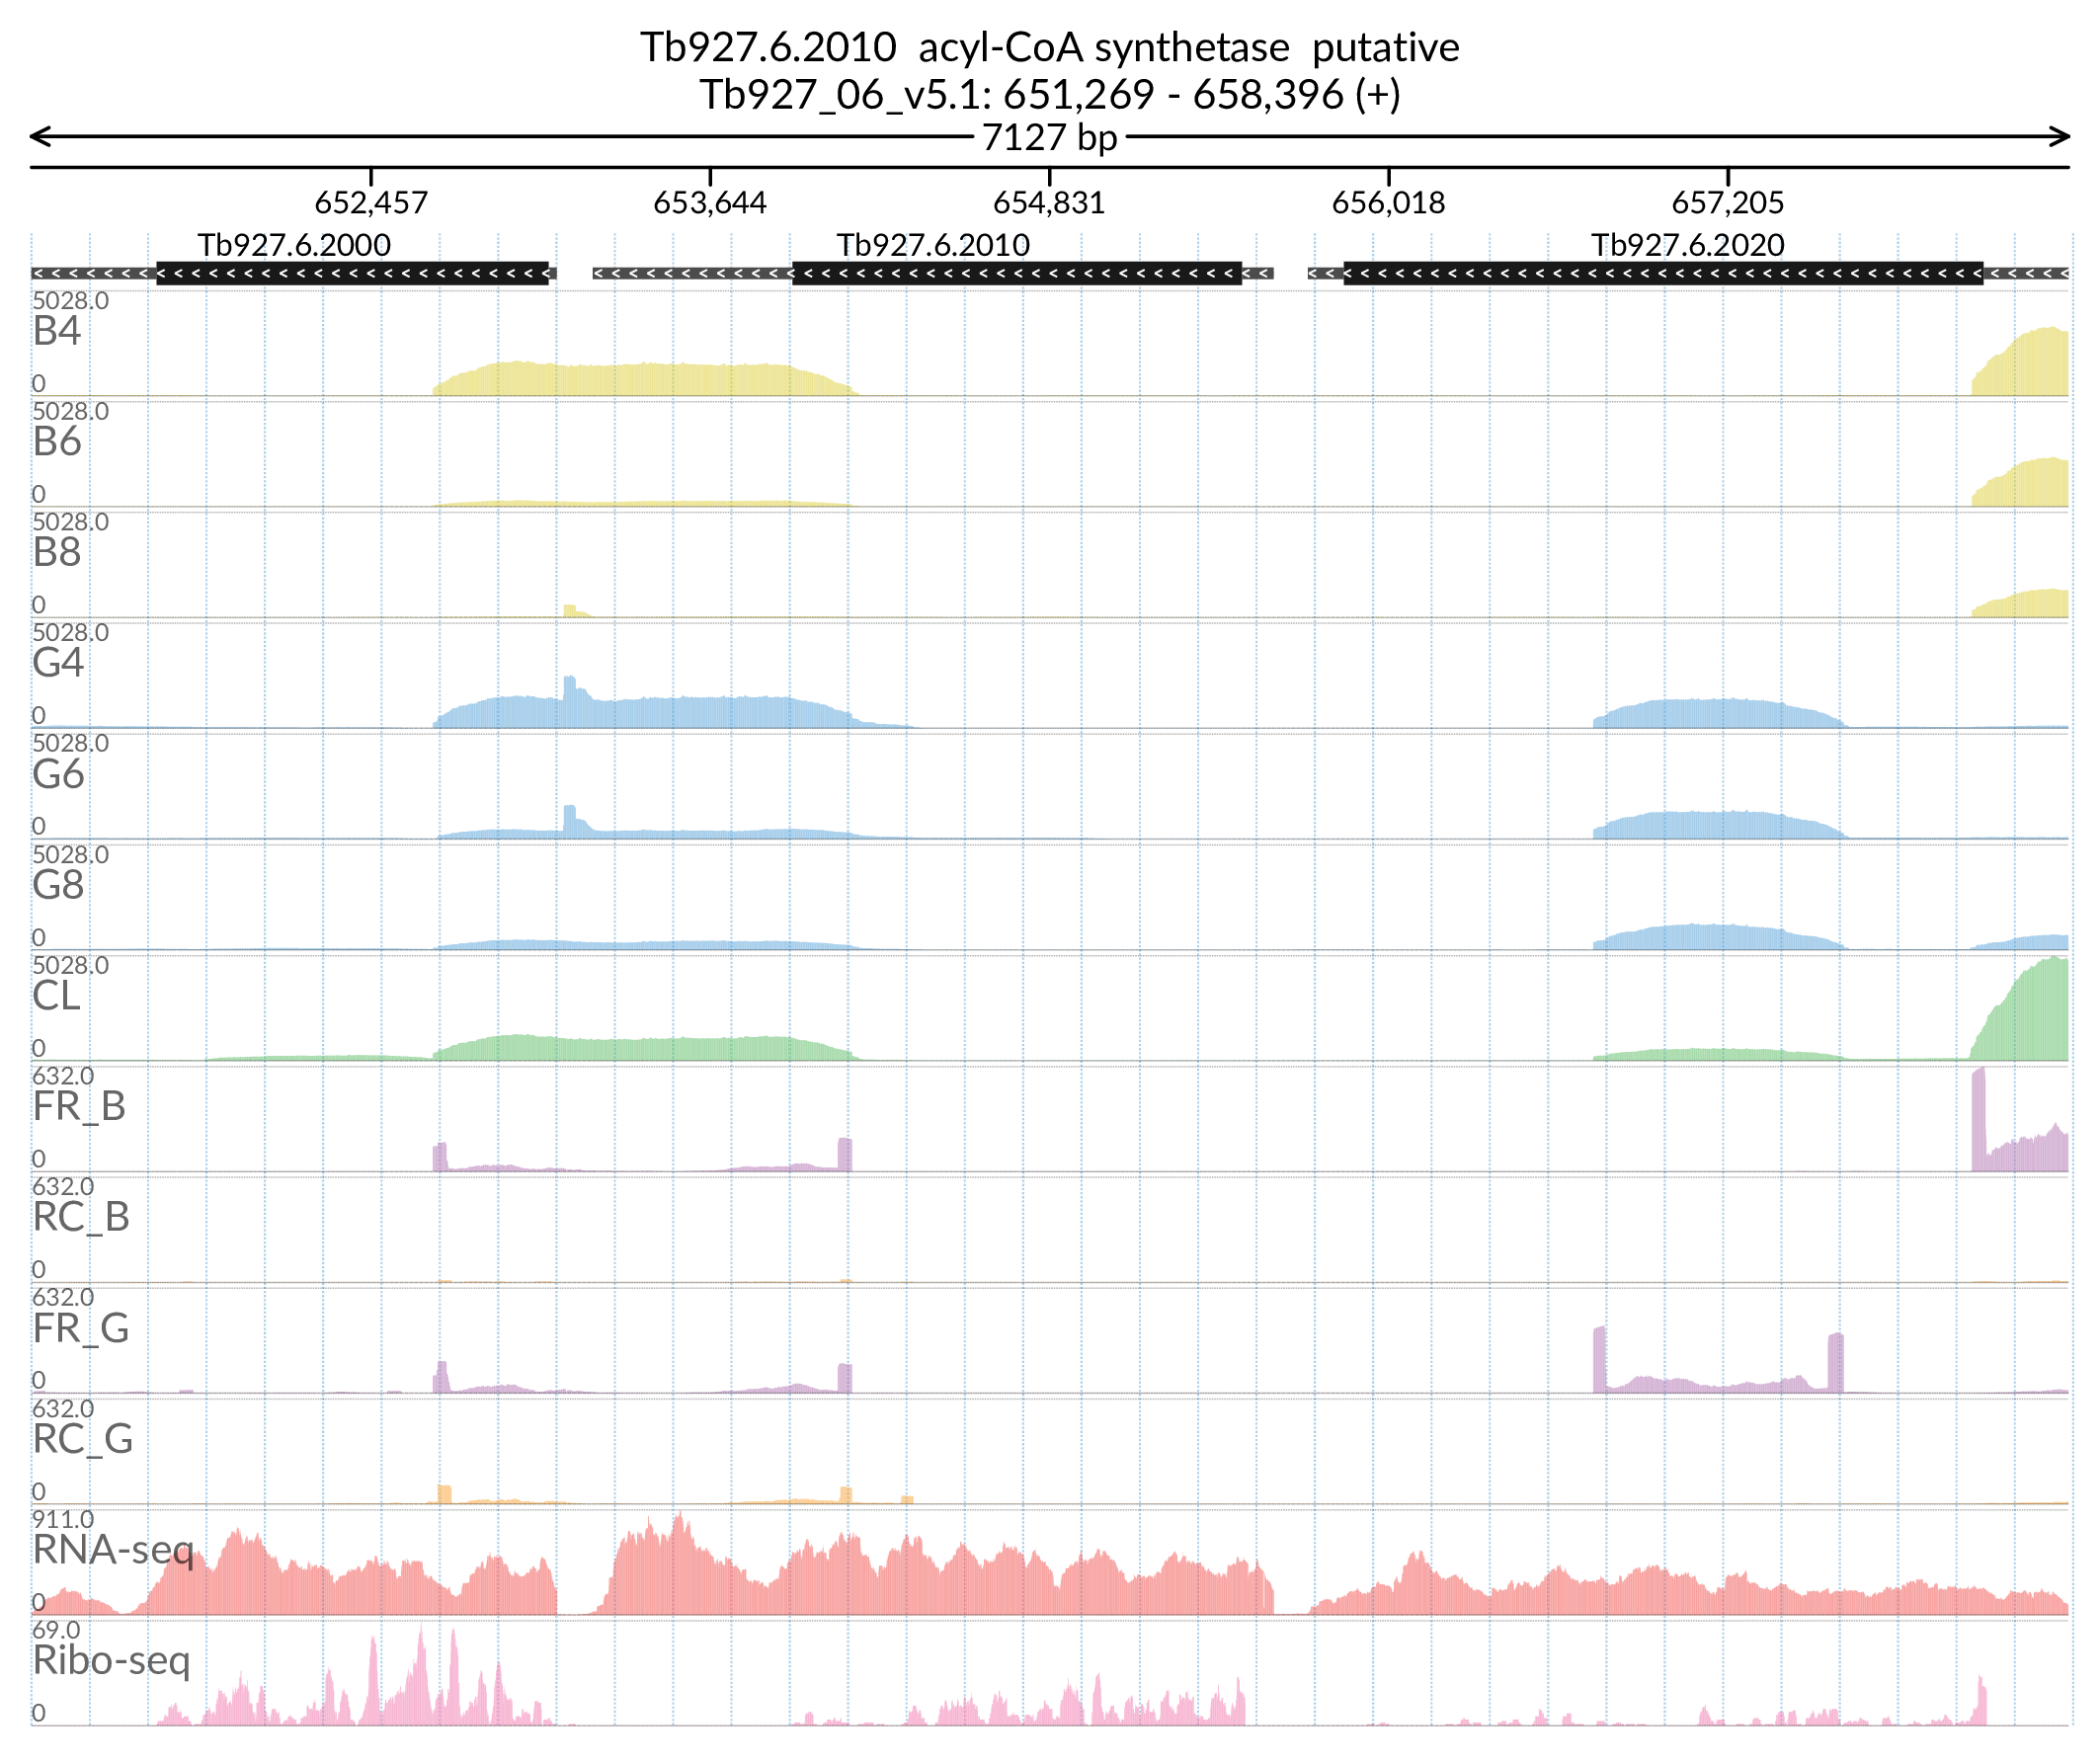 Tb927.6.2010 acyl-CoA synthetase putative
Tb927_06_v5.1: 651,269 - 658,396 (+)
7127 bp
652,457 653,644 654,831 656,018 657,205
Tb927.6.2000 Tb927.6.2010 Tb927.6.2020
5028.0
B4
0
5028.0
B6
0
5028.0
B8
0
5028.0
G4
0
5028.0
G6
0
5028.0
G8
0
5028.0
CL
0
632.0
FR_B
0
632.0
RC_B
0
632.0
FR_G
0
632.0
RC_G
0
911.0
RNA-seq
0
69.0
Ribo-seq
0